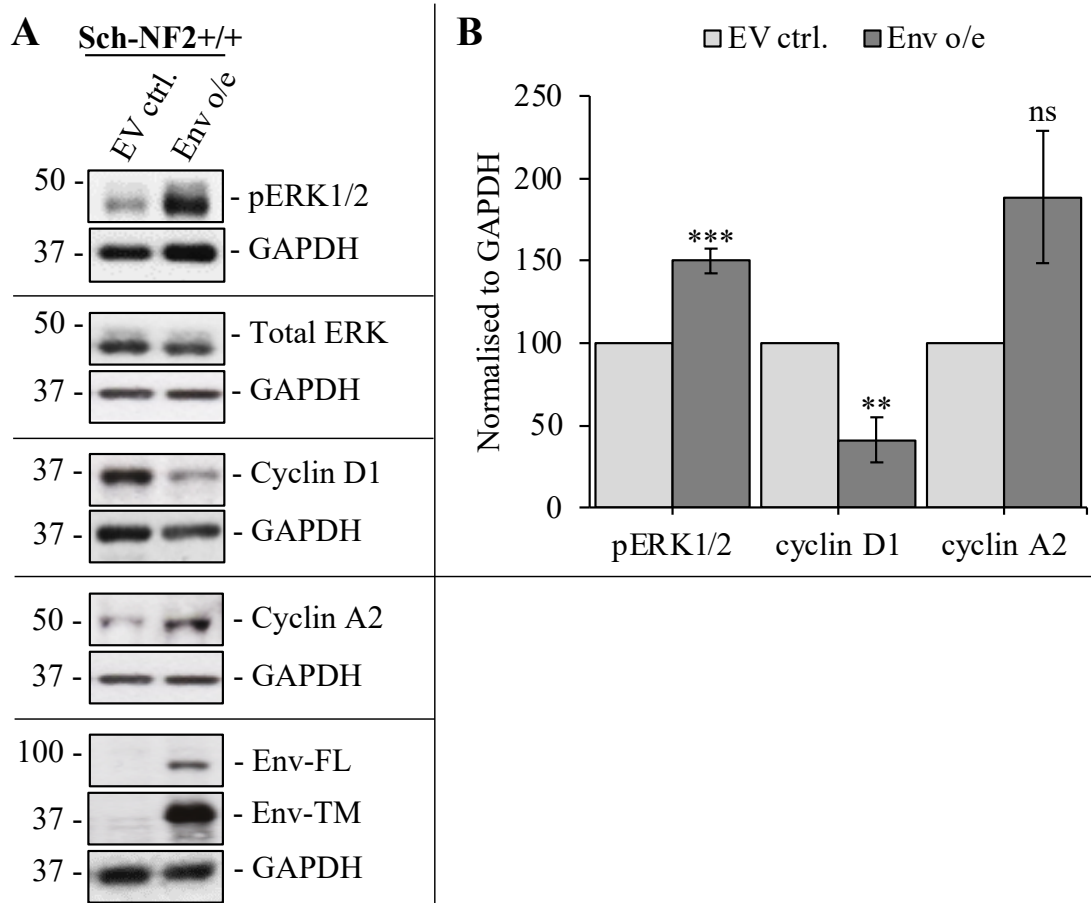 A
Sch-NF2+/+
EV ctrl.
Env o/e
50 -
- pERK1/2
37 -
- GAPDH
50 -
- Total ERK
37 -
- GAPDH
37 -
- Cyclin D1
37 -
- GAPDH
50 -
- Cyclin A2
37 -
- GAPDH
100 -
- Env-FL
37 -
- Env-TM
37 -
- GAPDH
B
EV ctrl.
Env o/e
Normalised to GAPDH
250
200
150
100
50
0
***
**
ns
pERK1/2
cyclin D1
cyclin A2